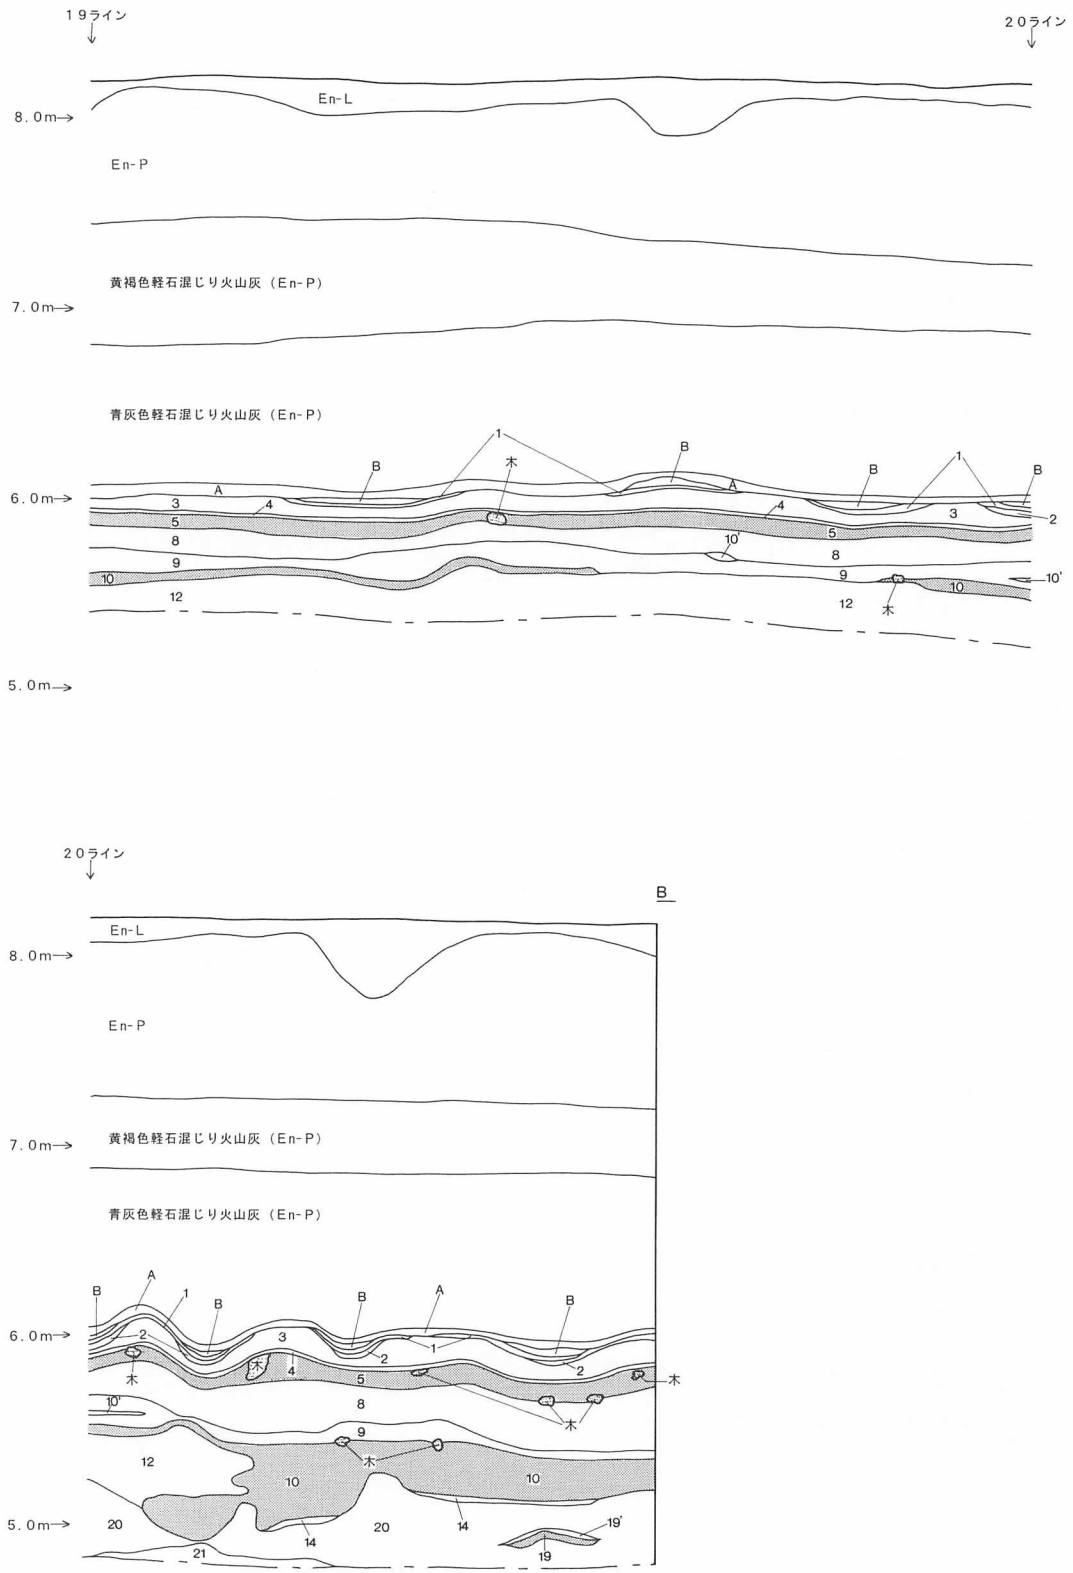 19ライン
20ライン
En-L
8.0m→
En-P
黄褐色軽石混じり火山灰 (En-P)
7.0m→
青灰色軽石混じり火山灰 (En-P)
1
B
木
B
B
1
B
6.0m→
A
A
3
4
4
3
2
5
5
8
10'
8
9
9
10
10
10'
12
12
木
5.0m→
20ライン
B
En-L
8.0m→
En-P
黄褐色軽石混じり火山灰 (En-P)
7.0m→
青灰色軽石混じり火山灰 (En-P)
A
B
1
B
B
A
B
6.0m→
2
3
2
1
2
木
木
4
5
木
10'
8
木
9
木
12
10
10
5.0m→
20
14
20
14
19'
21
19